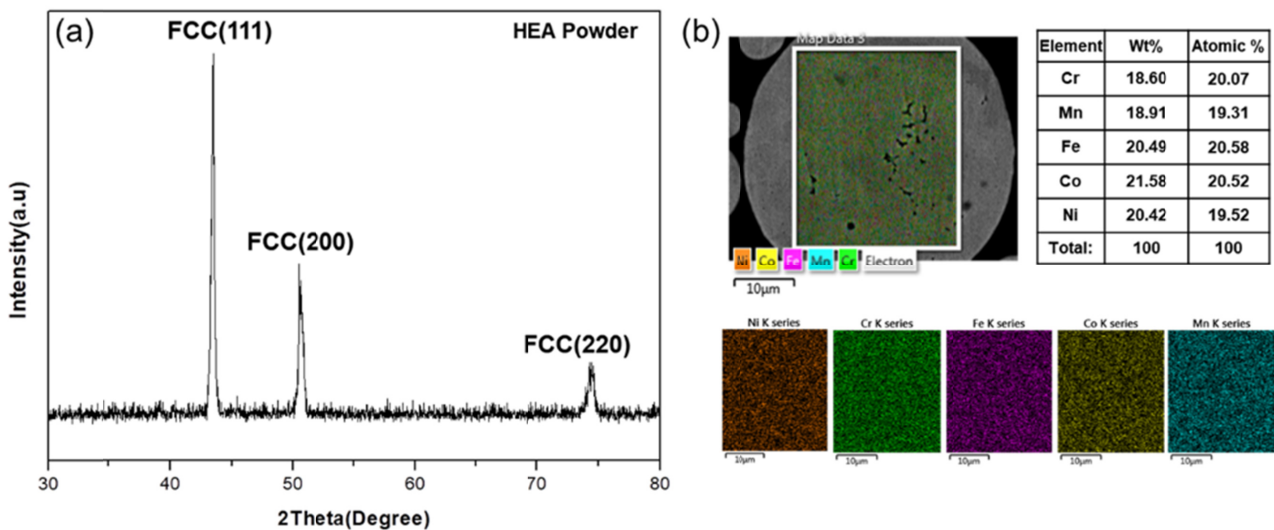 (a)
FCC(111)
HEA Powder
FCC(200)
FCC(220)
Intensity(a.u)
30 40 50 60 70 80
2Theta(Degree)
(b)
Map Data 3
Ni Co Fe Mn Cr Electron
10μm
Element Wt% Atomic %
Cr 18.60 20.07
Mn 18.91 19.31
Fe 20.49 20.58
Co 21.58 20.52
Ni 20.42 19.52
Total: 100 100
Ni K series Cr K series Fe K series Co K series Mn K series
10μm 10μm 10μm 10μm 10μm